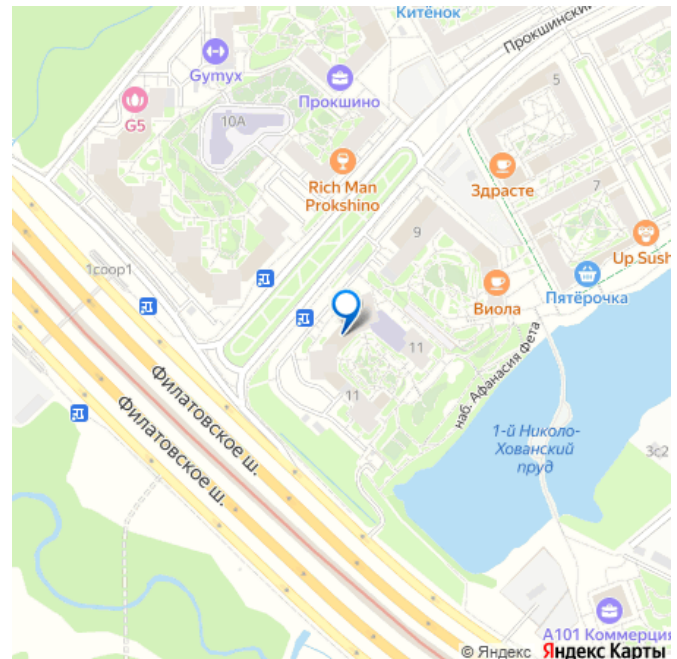 Китёнок
Прокшинский
Gymyx
Прокшино
5
G5
10А
Rich Man
Prokshino
Здрасте
7
9
Up Sush
1соор1
Виола
Пятёрочка
11
наб. Афанасия Фета
11
Филатовское ш.
Филатовское ш.
1-й Николо-
Хованский
пруд
3с2
А101 Коммерция
© Яндекс Яндекс Карты